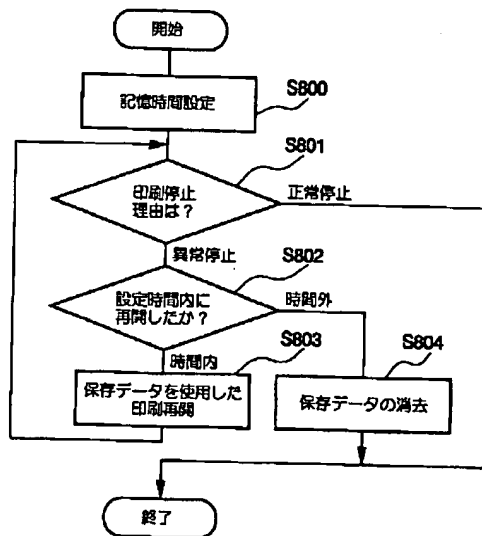 開始
記憶時間設定
S800
印刷停止
理由は?
S801
正常停止
異常停止
設定時間内に
再開したか?
S802
時間外
時間内
保存データを使用した
印刷再開
S803
保存データの消去
S804
終了